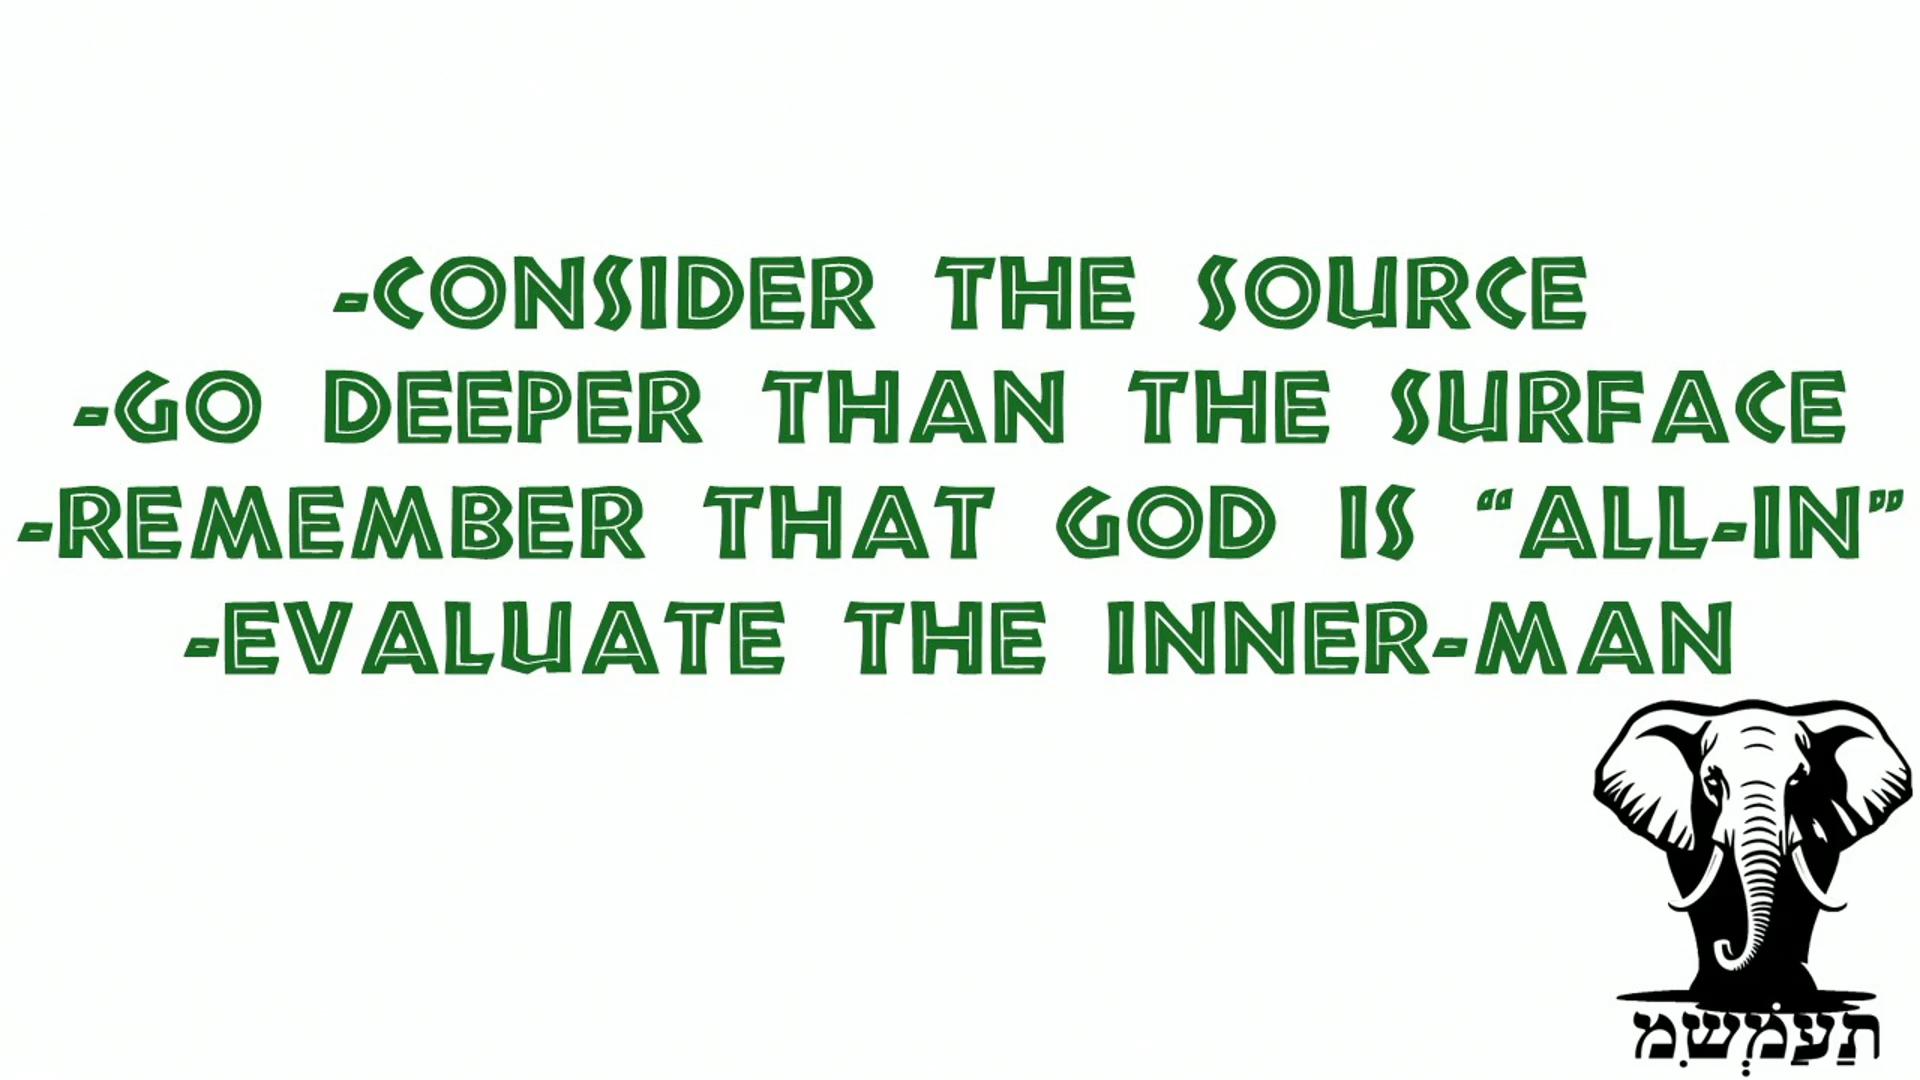 -CONSIDER THE SOURCE
-GO DEEPER THAN THE SURFACE
-REMEMBER THAT GOD IS “ALL-IN”
-EVALUATE THE INNER-MAN
תַעַמְׁשִמ